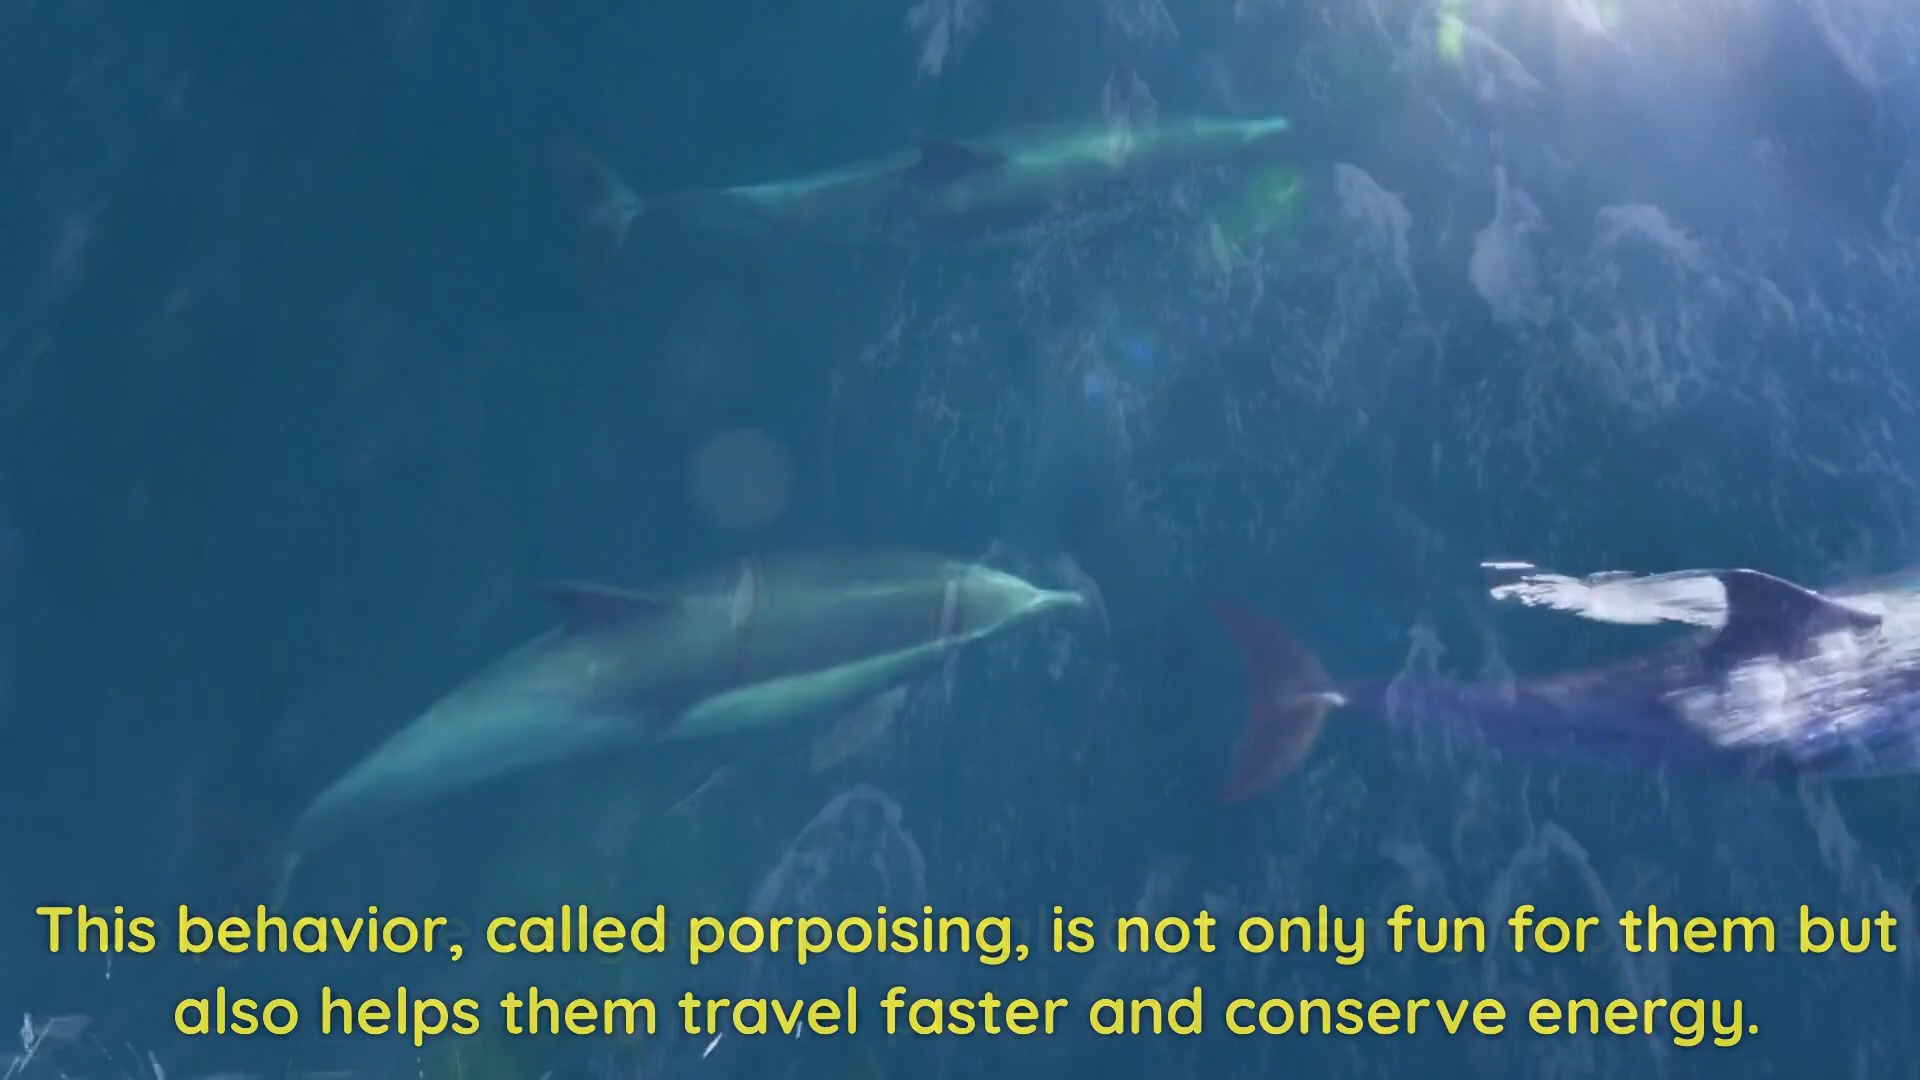 This behavior, called porpoising, is not only fun for them but
also helps them travel faster and conserve energy.